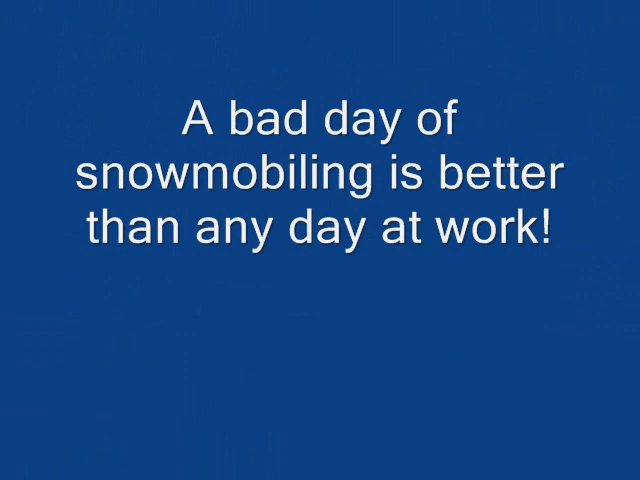 A bad day of
snowmobiling is better
than any day at work!